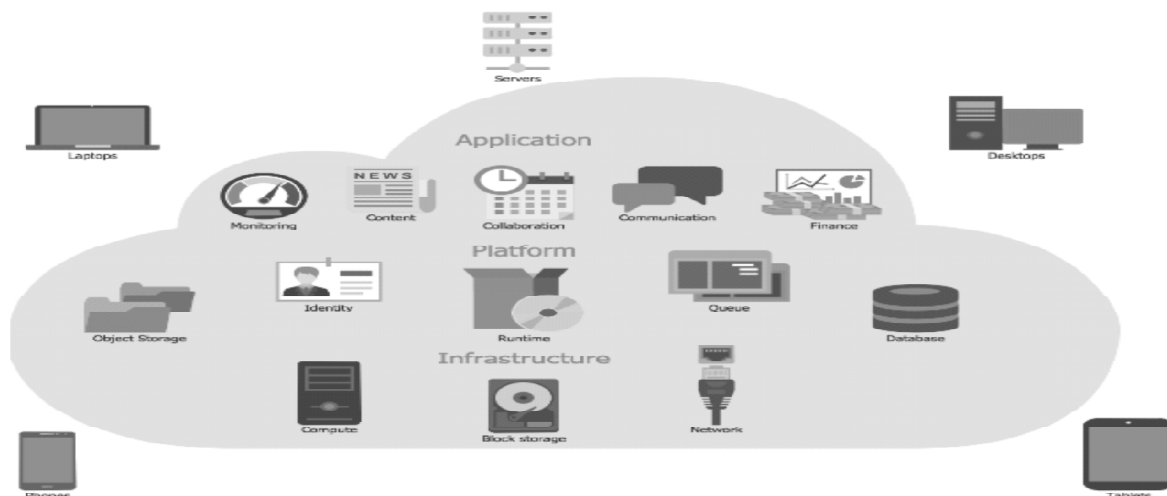 Servers
Laptops
Desktops
Application
NEWS
Monitoring
Content
Collaboration
Communication
Finance
Platform
Identity
Queue
Object Storage
Runtime
Database
Infrastructure
Compute
Block storage
Network
Phones
Tablets